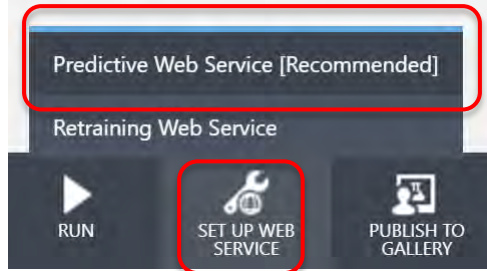 Predictive Web Service [Recommended]
Retraining Web Service
RUN
SET UP WEB
SERVICE
PUBLISH TO
GALLERY